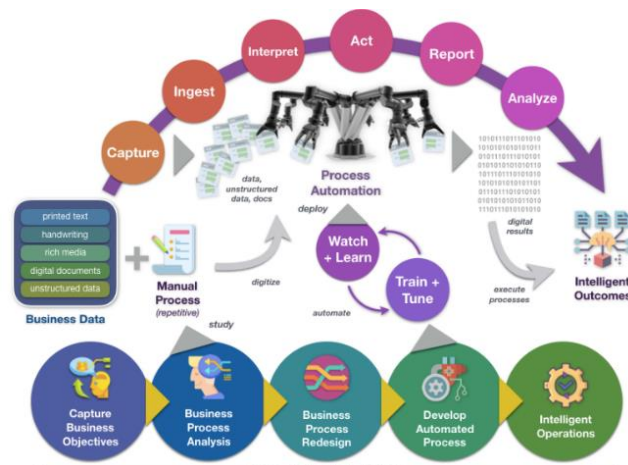 Act
Interpret
Report
Ingest
Analyze
Capture
data,
unstructured
data, docs
Process
Automation
deploy
digital
results
printed text
handwriting
rich media
digital documents
unstructured data
Business Data
Manual
Process
(repetitive)
digitize
Watch
+ Learn
Train +
Tune
automate
execute
processes
Intelligent
Outcomes
study
Capture
Business
Objectives
Business
Process
Analysis
Business
Process
Redesign
Develop
Automated
Process
Intelligent
Operations